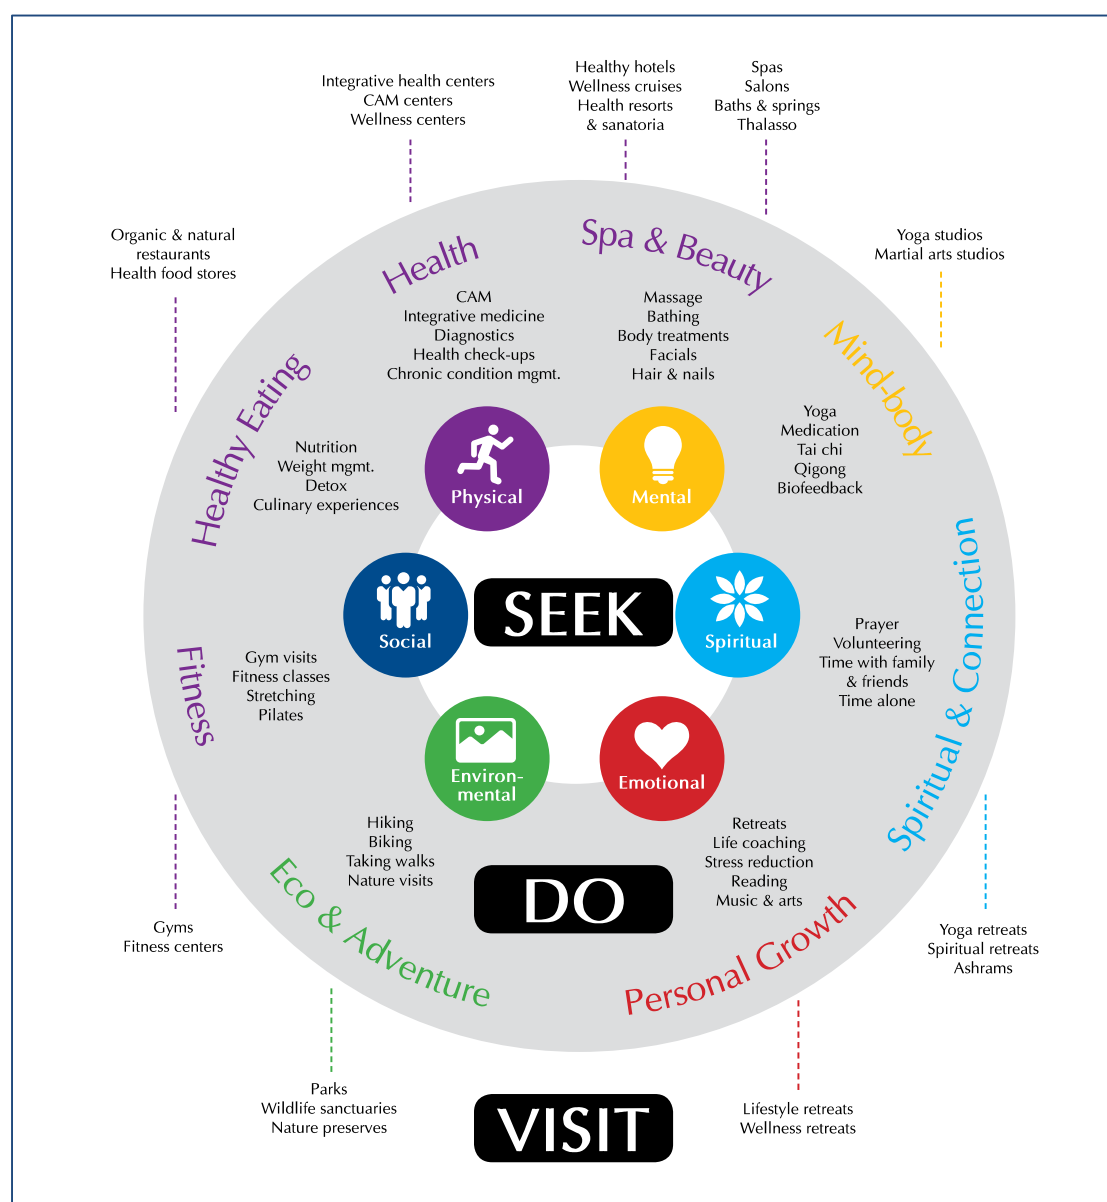 Integrative health centers
CAM centers
Wellness centers
Healthy hotels
Wellness cruises
Health resorts
& sanatoria
Spas
Salons
Baths & springs
Thalasso
Organic & natural
restaurants
Health food stores
Yoga studios
Martial arts studios
Health
Spa & Beauty
Mind-body
Healthy Eating
CAM
Integrative medicine
Diagnostics
Health check-ups
Chronic condition mgmt.
Massage
Bathing
Body treatments
Facials
Hair & nails
Yoga
Medication
Tai chi
Qigong
Biofeedback
Nutrition
Weight mgmt.
Detox
Culinary experiences
Physical
Mental
Social
SEEK
Spiritual
Environ-
mental
Emotional
Fitness
Gym visits
Fitness classes
Stretching
Pilates
Prayer
Volunteering
Time with family
& friends
Time alone
Spiritual & Connection
Hiking
Biking
Taking walks
Nature visits
Retreats
Life coaching
Stress reduction
Reading
Music & arts
DO
Eco & Adventure
Personal Growth
Gyms
Fitness centers
Yoga retreats
Spiritual retreats
Ashrams
Parks
Wildlife sanctuaries
Nature preserves
VISIT
Lifestyle retreats
Wellness retreats